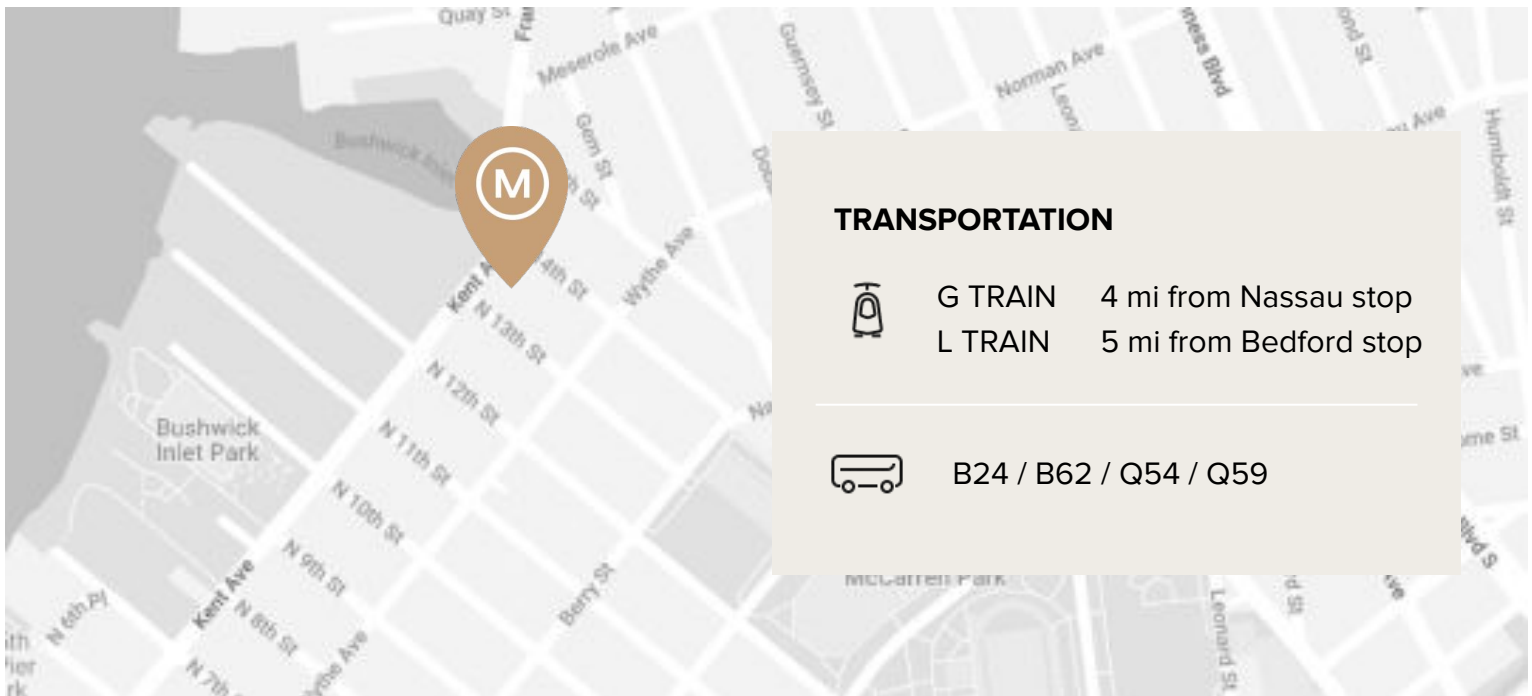 Quay St
Meserole Ave
Guernsey St
Norman Ave
Humboldt St
Gem St
M
Wythe Ave
Kent A
N 13th St
N 12th St
N 11th St
N 10th St
N 9th St
N 8th St
Kent Ave
Bushwick
Inlet Park
N 6th Pl
Berry St
TRANSPORTATION
G TRAIN 4 mi from Nassau stop
L TRAIN 5 mi from Bedford stop
B24 / B62 / Q54 / Q59
McCarren Park
Leonard St
Blvd S